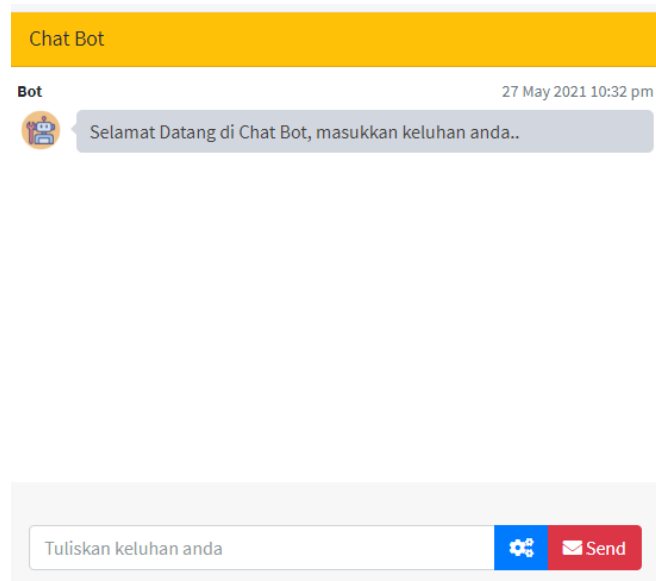 Chat Bot
Bot 27 May 2021 10:32 pm
Selamat Datang di Chat Bot, masukkan keluhan anda..
Tuliskan keluhan anda Send